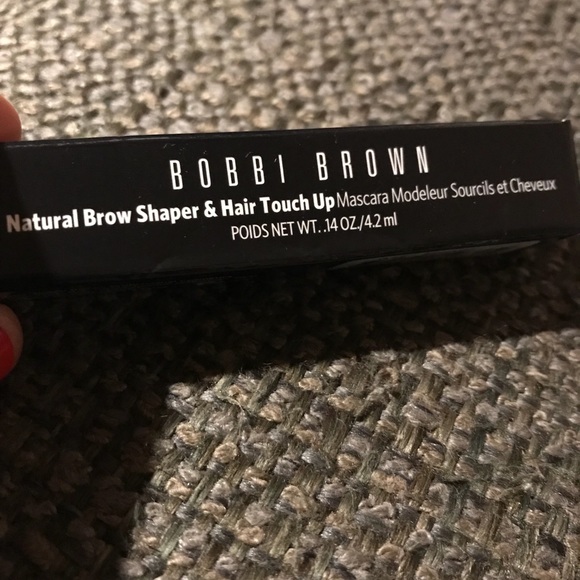 BOBBI BROWN
Natural Brow Shaper & Hair Touch Up Mascara Modeleur Sourcils et Cheveux
POIDS NET WT. .14 OZ./4.2 ml